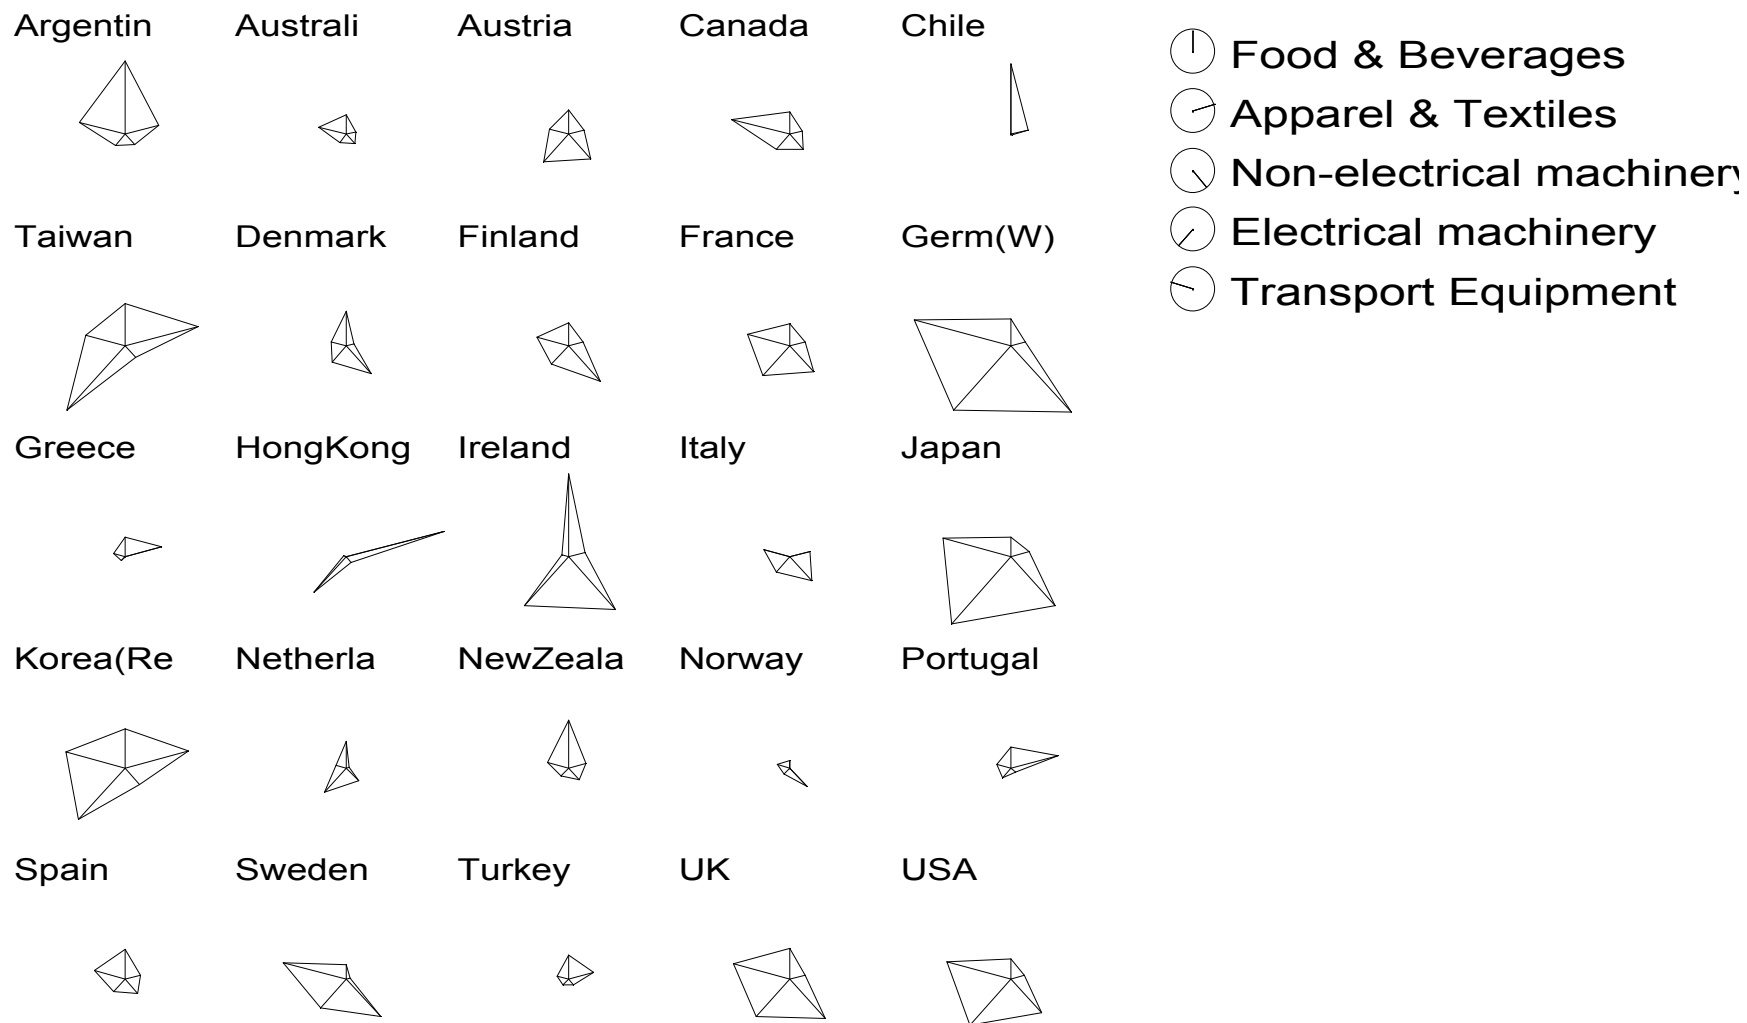 Argentin Australi Austria Canada Chile
Food & Beverages
Apparel & Textiles
Non-electrical machinery
Electrical machinery
Transport Equipment
Taiwan Denmark Finland France Germ(W)
Greece HongKong Ireland Italy Japan
Korea(Re Netherla NewZeala Norway Portugal
Spain Sweden Turkey UK USA